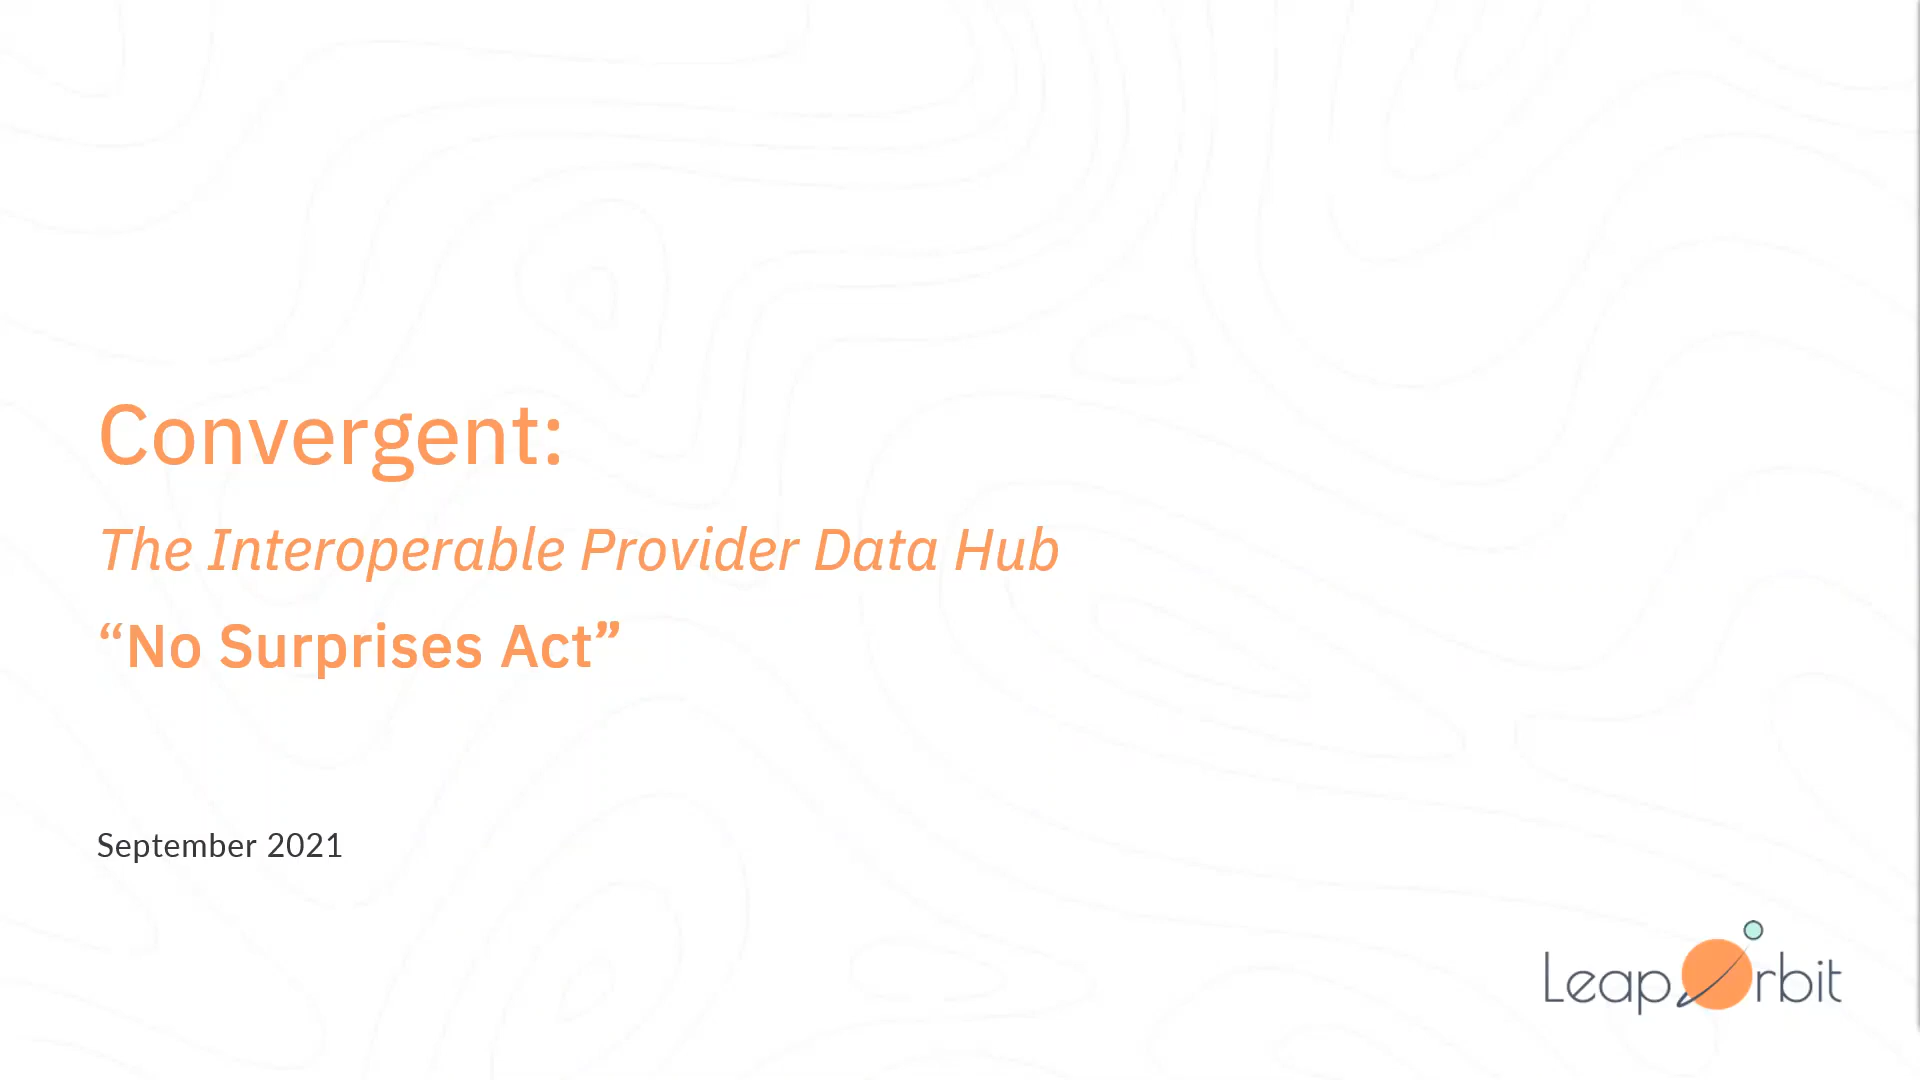 Convergent:
The Interoperable Provider Data Hub
“No Surprises Act”
September 2021
LeapOrbit